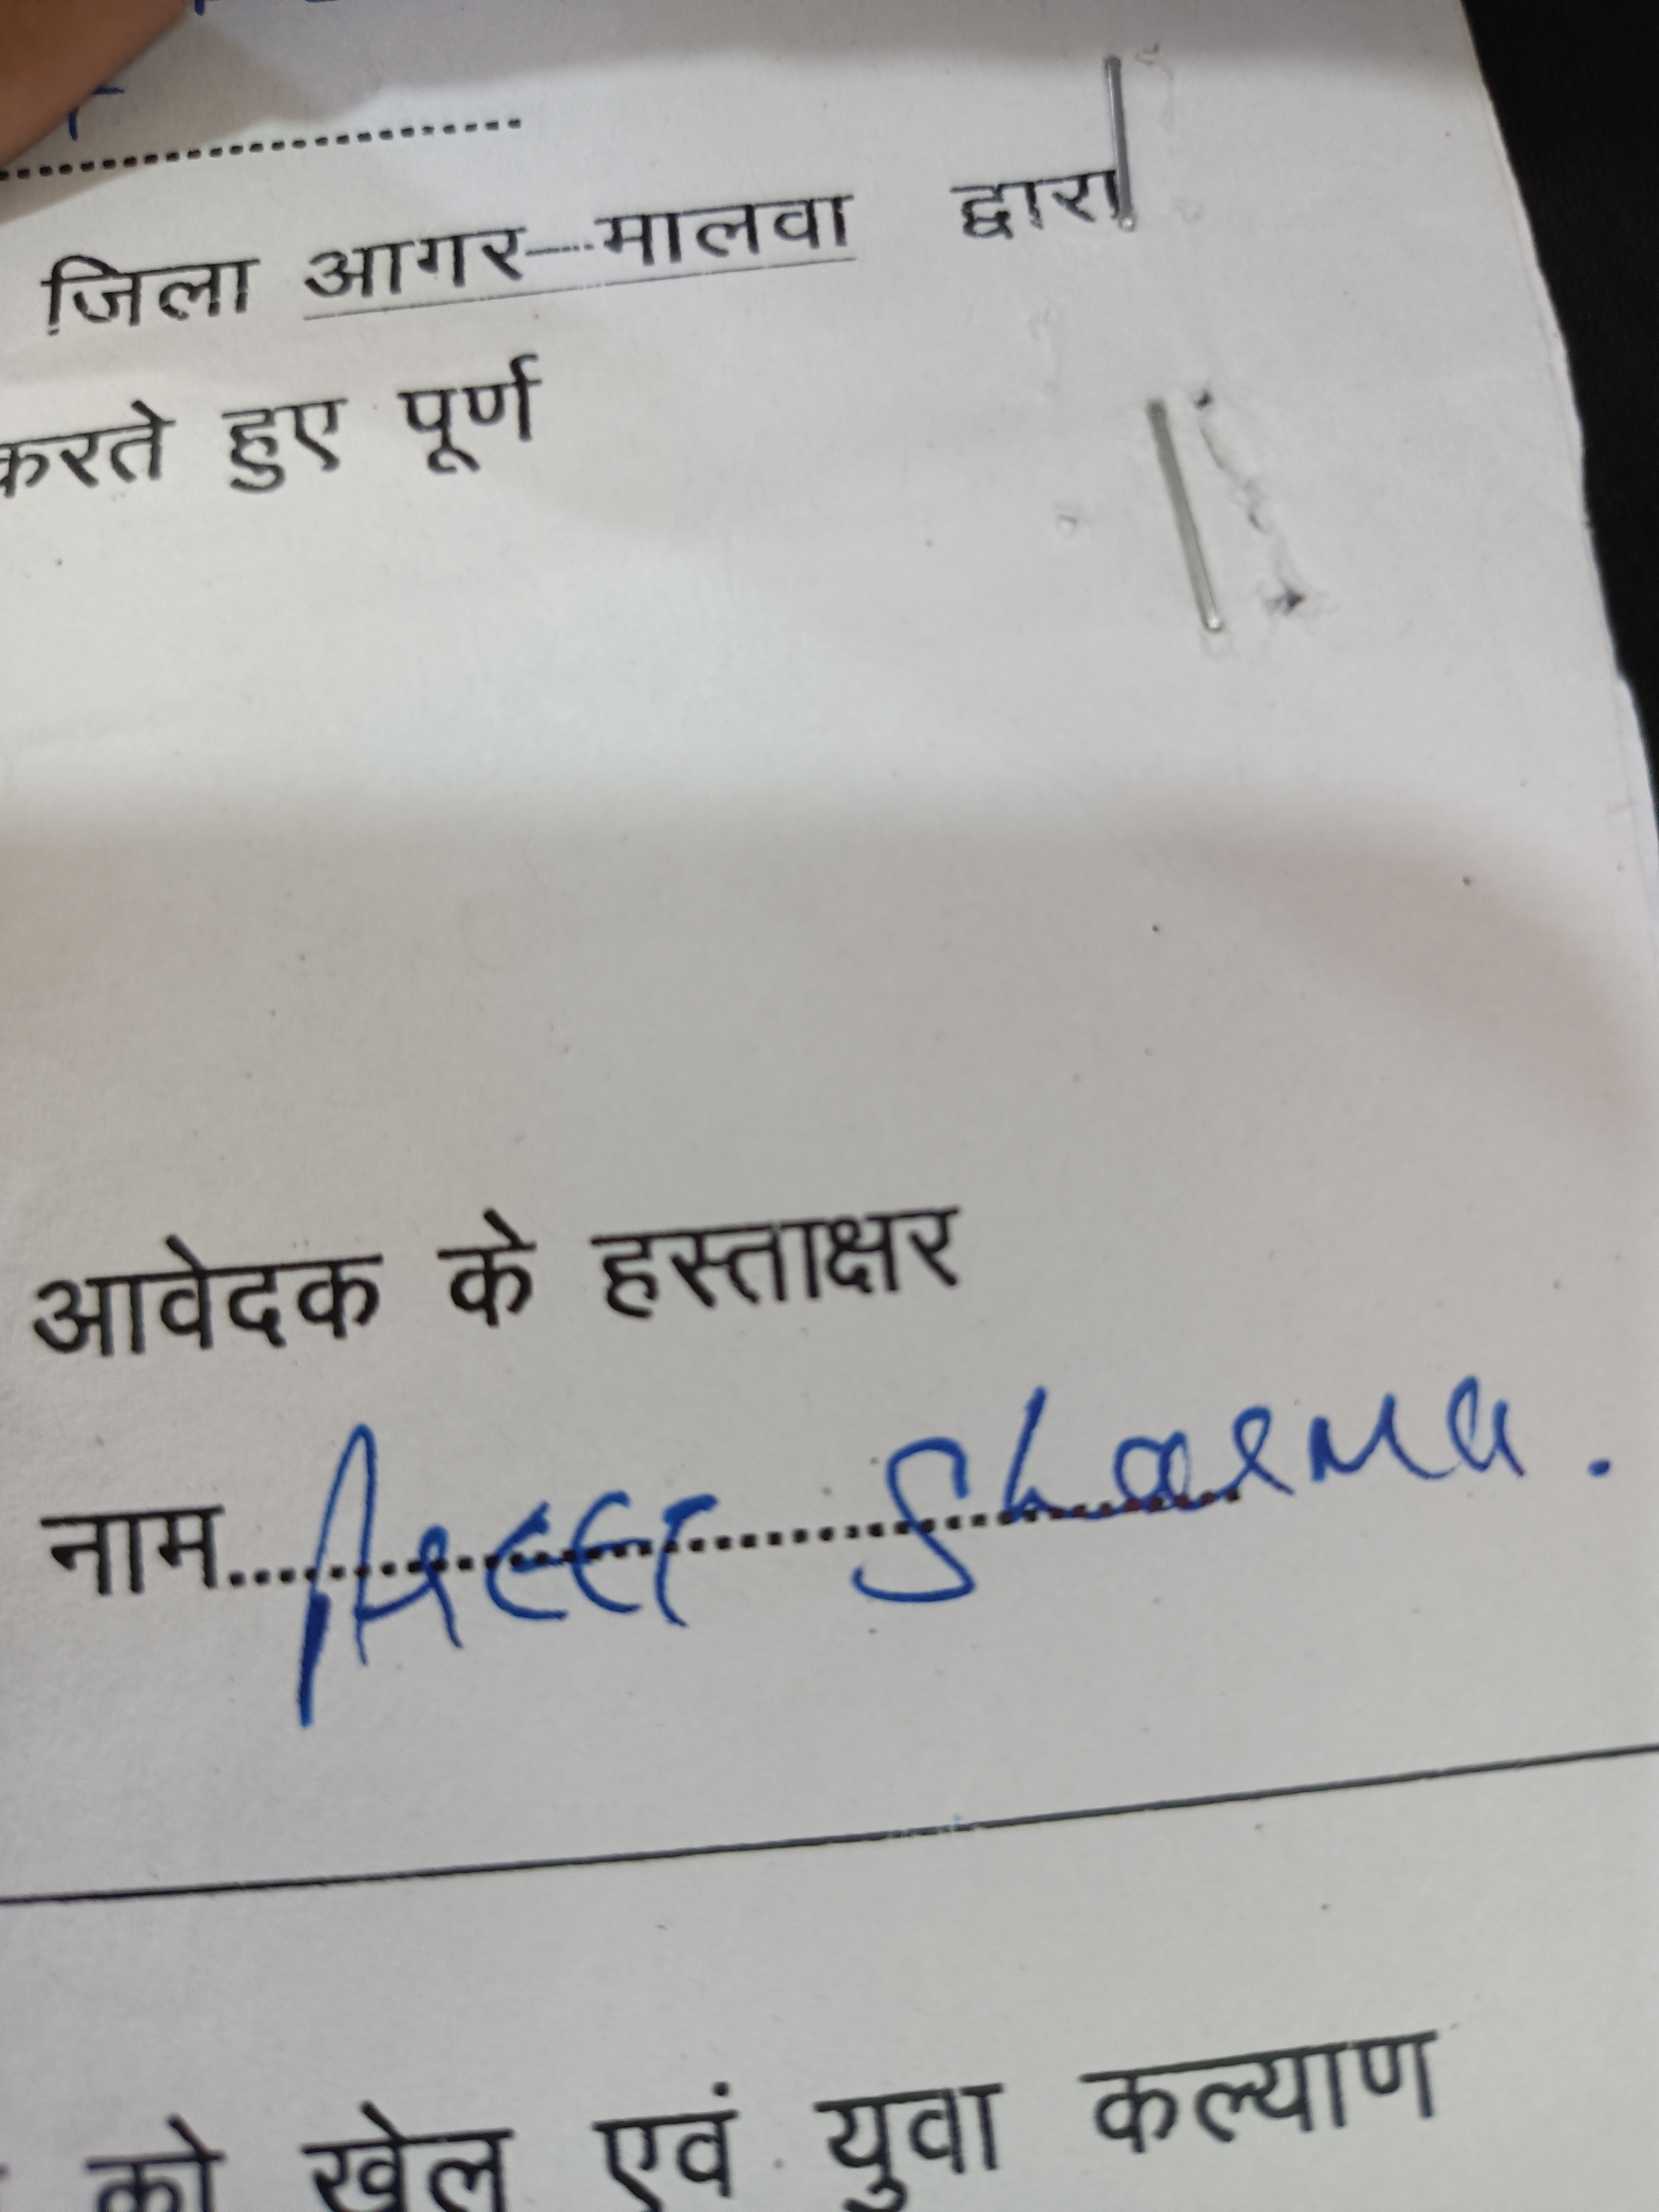 जिला आगर-मालवा द्वारा
करते हुए पूर्ण
आवेदक के हस्ताक्षर
नाम.......... Sharma.
को खेल एवं युवा कल्याण